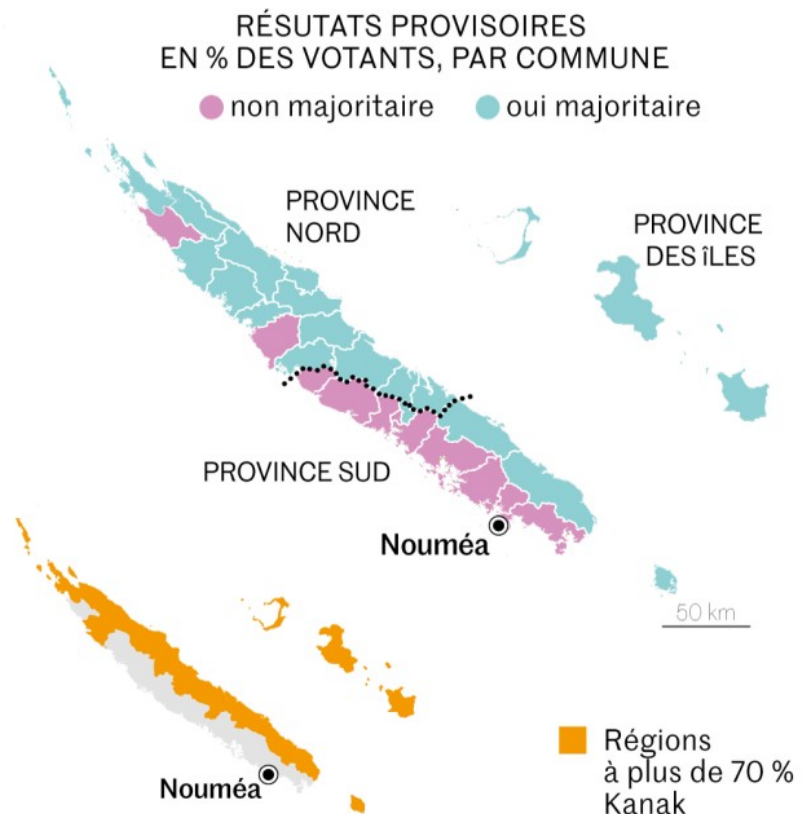 RÉSUTATS PROVISOIRES
EN % DES VOTANTS, PAR COMMUNE
non majoritaire
oui majoritaire
PROVINCE
NORD
PROVINCE
DES îLES
PROVINCE SUD
Nouméa
50 km
Nouméa
Régions
à plus de 70 %
Kanak